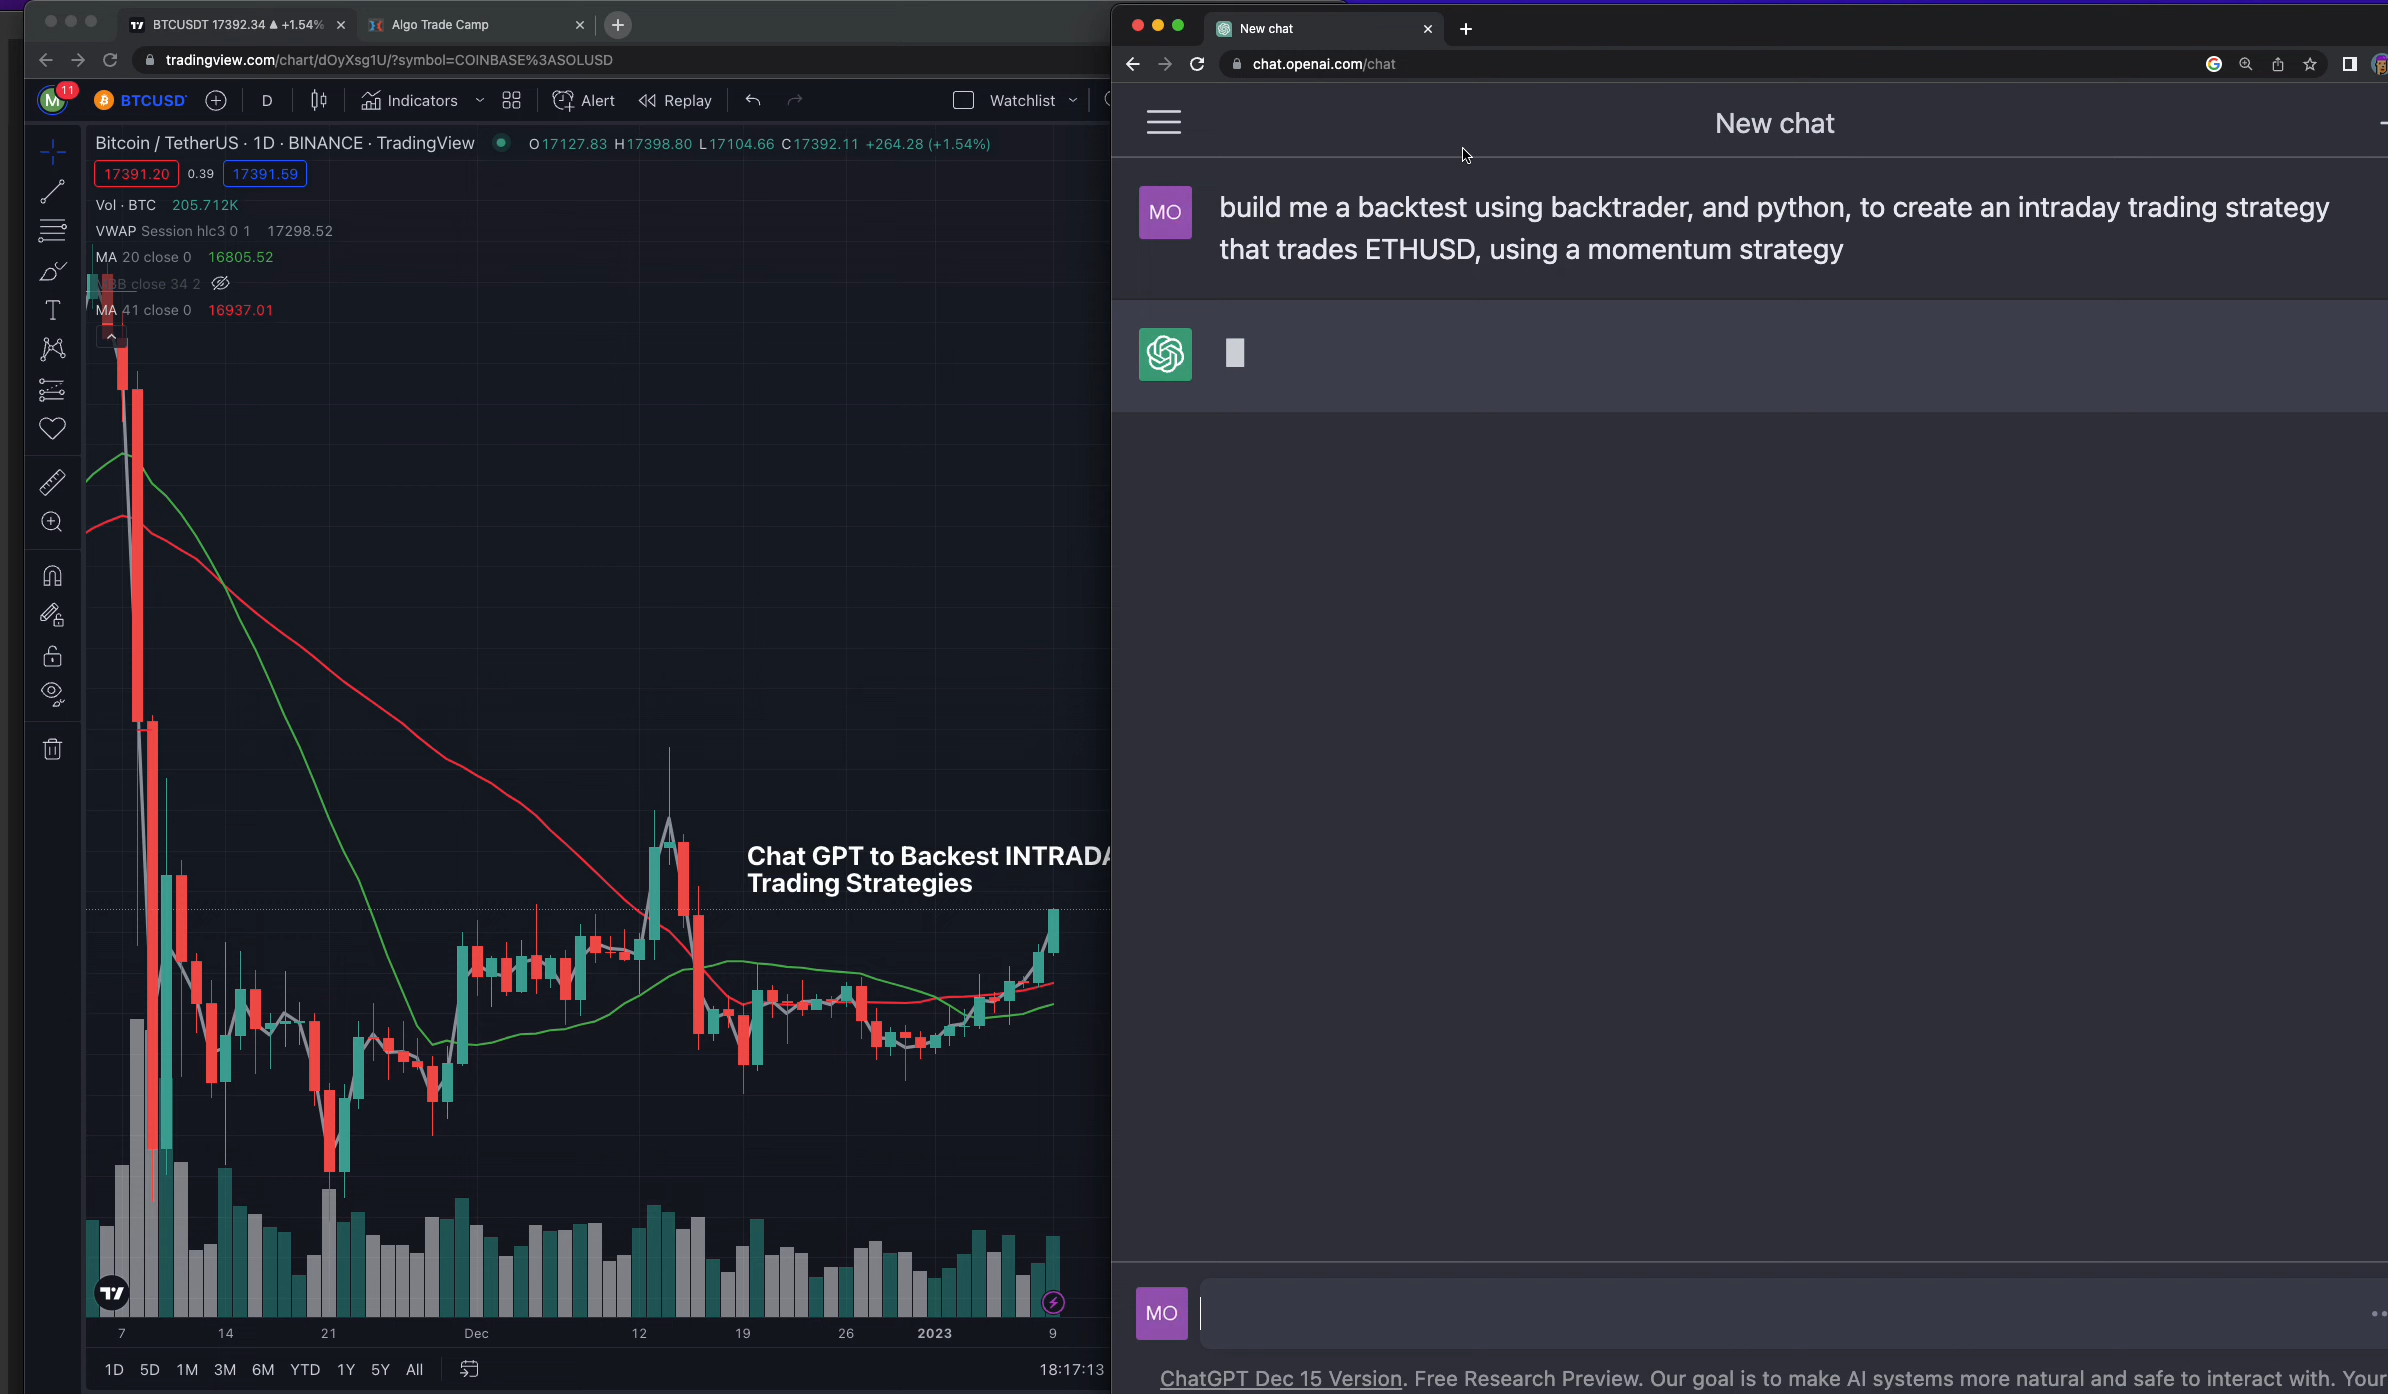 BTCUSDT 17392.34 ▲ +1.54%
Algo Trade Camp
tradingview.com/chart/dOyXsg1U/?symbol=COINBASE%3ASOLUSD
M 11 BTCUSD D Indicators Alert Replay Watchlist
Bitcoin / TetherUS · 1D · BINANCE · TradingView O17127.83 H17398.80 L17104.66 C17392.11 +264.28 (+1.54%)
17391.20 0.39 17391.59
Vol · BTC 205.712K
VWAP Session hlc3 0 1 17298.52
MA 20 close 0 16805.52
BB close 34 2
MA 41 close 0 16937.01
Chat GPT to Backest INTRADA
Trading Strategies
7 14 21 Dec 12 19 26 2023 9
1D 5D 1M 3M 6M YTD 1Y 5Y All 18:17:13
New chat
chat.openai.com/chat
New chat
MO
build me a backtest using backtrader, and python, to create an intraday trading strategy
that trades ETHUSD, using a momentum strategy
MO
ChatGPT Dec 15 Version. Free Research Preview. Our goal is to make AI systems more natural and safe to interact with. Your